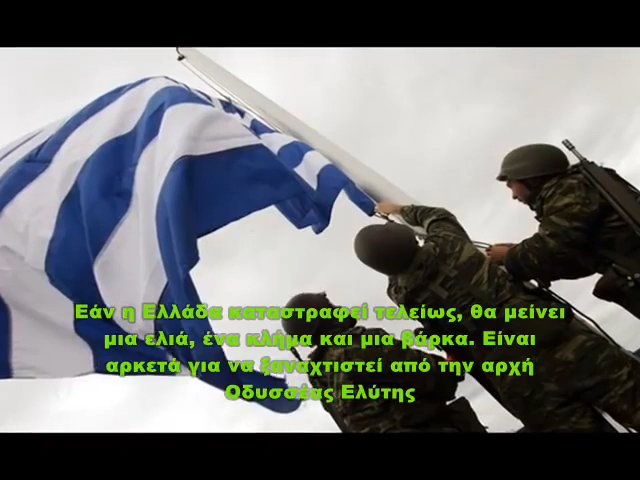 Εάν η Ελλάδα καταστραφεί τελείως, θα μείνει
μια ελιά, ένα κλήμα και μια βάρκα. Είναι
αρκετά για να ξαναχτιστεί από την αρχή
Οδυσσέας Ελύτης